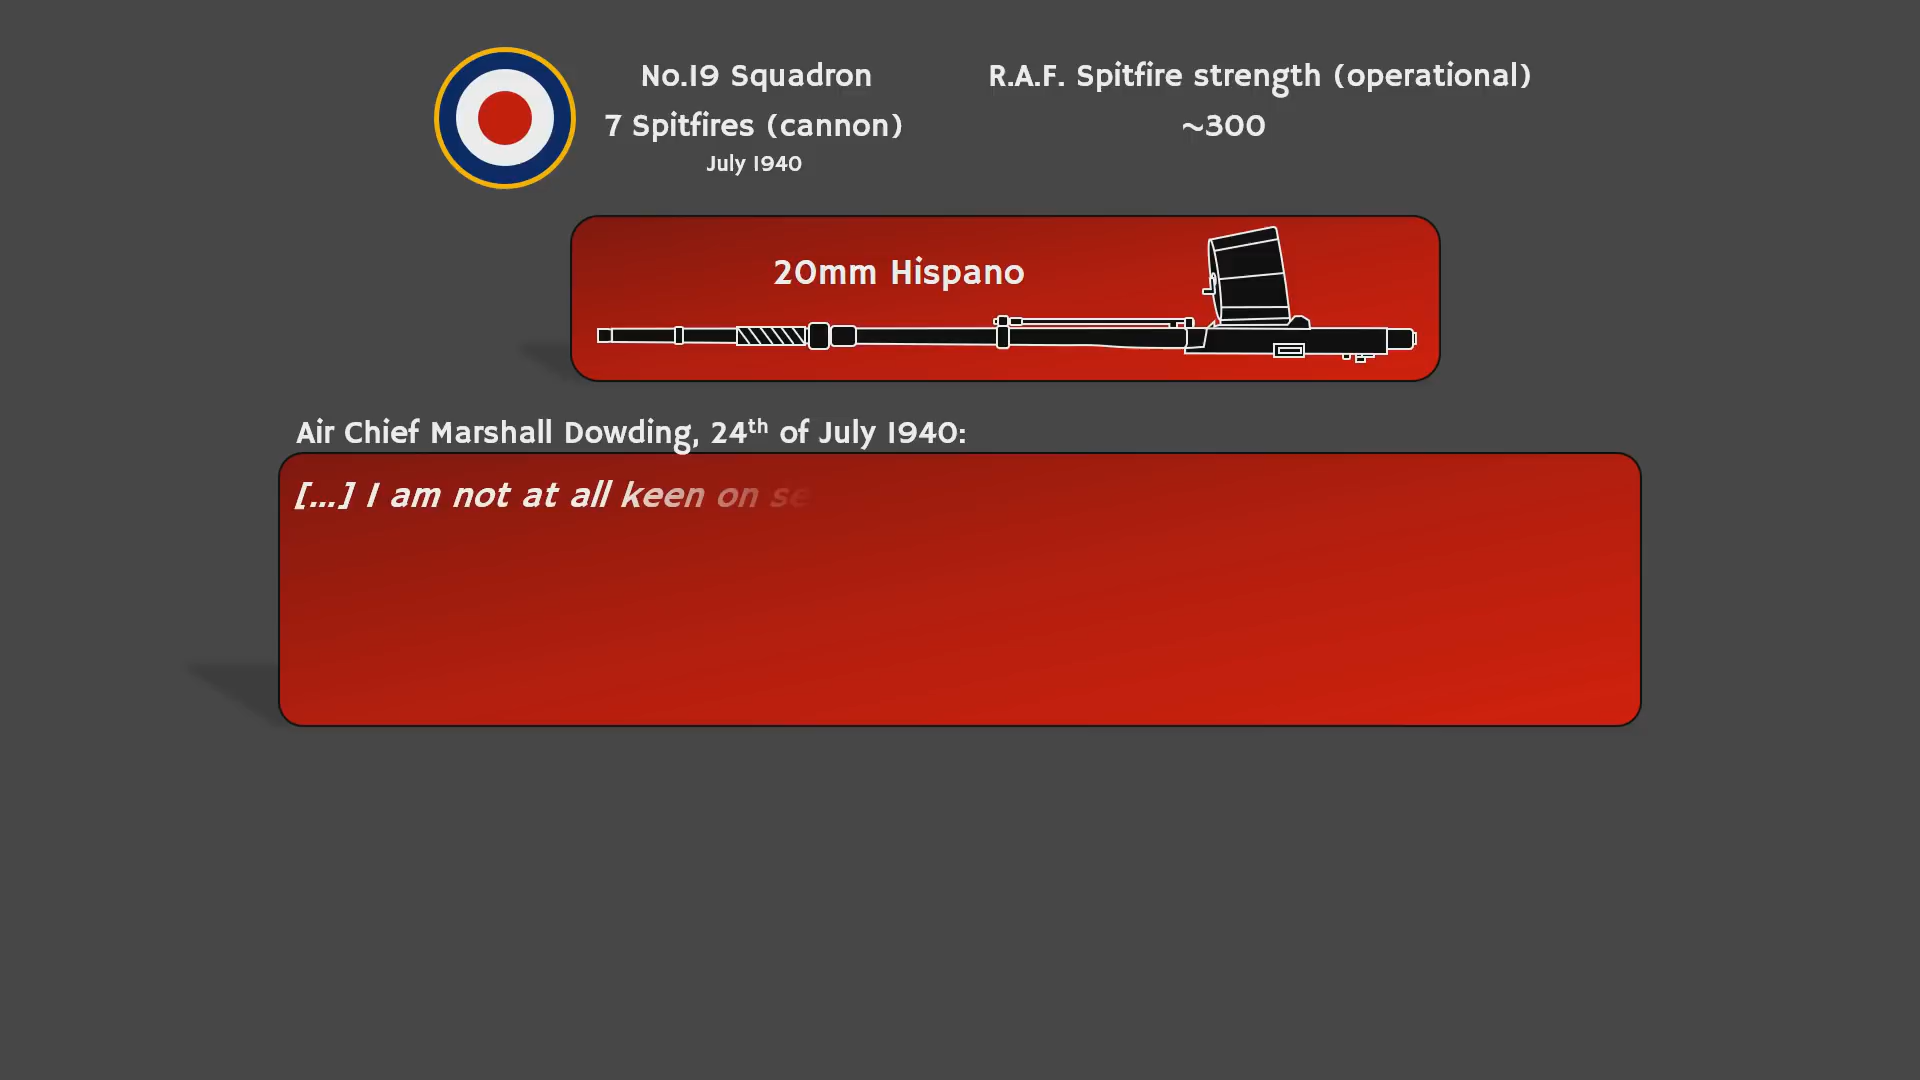 No.19 Squadron
R.A.F. Spitfire strength (operational)
7 Spitfires (cannon)
~300
July 1940
20mm Hispano
Air Chief Marshall Dowding, 24th of July 1940:
[...] I am not at all keen on se